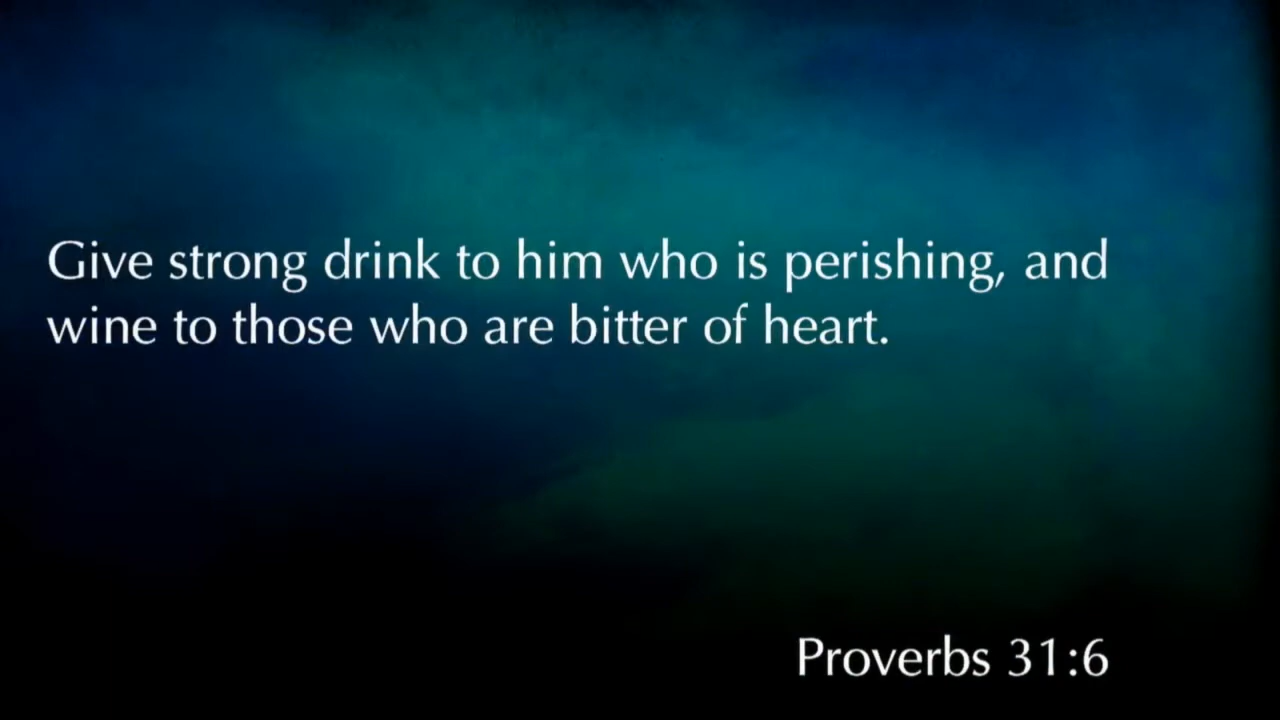 Give strong drink to him who is perishing, and
wine to those who are bitter of heart.
Proverbs 31:6